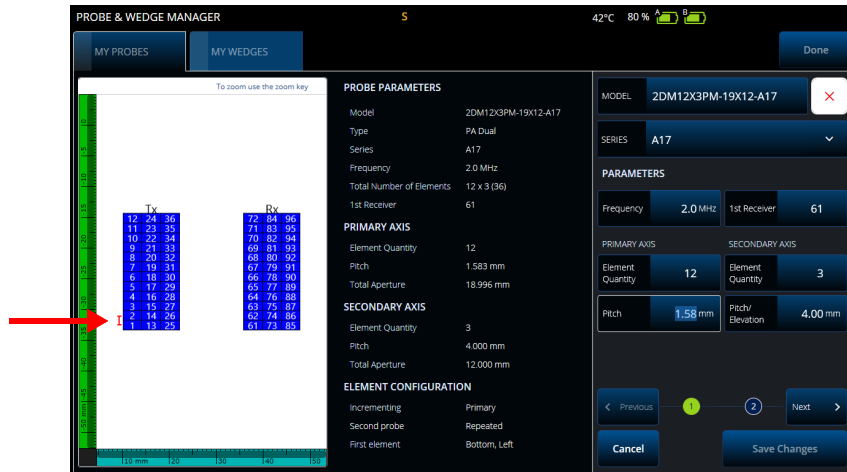 PROBE & WEDGE MANAGER S 42°C 80 % A B
MY PROBES MY WEDGES Done
To zoom use the zoom key
Tx Rx
12 24 36 72 84 96
11 23 35 71 83 95
10 22 34 70 82 94
9 21 33 69 81 93
8 20 32 68 80 92
7 19 31 67 79 91
6 18 30 66 78 90
5 17 29 65 77 89
4 16 28 64 76 88
3 15 27 63 75 87
2 14 26 62 74 86
1 13 25 61 73 85
I
-10
-15
-20
-25
-30
-35
-40
-45
-50 mm
10 mm 20 30 40 50
PROBE PARAMETERS
Model 2DM12X3PM-19X12-A17
Type PA Dual
Series A17
Frequency 2.0 MHz
Total Number of Elements 12 x 3 (36)
1st Receiver 61
PRIMARY AXIS
Element Quantity 12
Pitch 1.583 mm
Total Aperture 18.996 mm
SECONDARY AXIS
Element Quantity 3
Pitch 4.000 mm
Total Aperture 12.000 mm
ELEMENT CONFIGURATION
Incrementing Primary
Second probe Repeated
First element Bottom, Left
MODEL 2DM12X3PM-19X12-A17
SERIES A17
PARAMETERS
Frequency 2.0 MHz 1st Receiver 61
PRIMARY AXIS SECONDARY AXIS
Element Quantity 12 Element Quantity 3
Pitch 1.58 mm Pitch/ Elevation 4.00 mm
Previous 1 2 Next
Cancel Save Changes